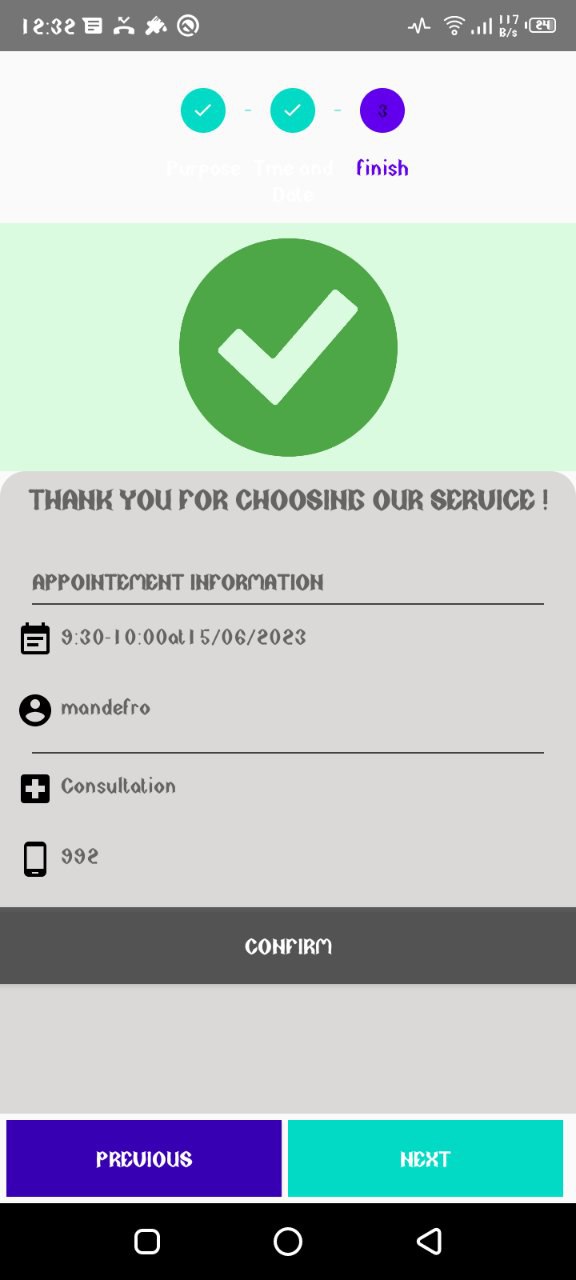 12:32
117
B/s
24
3
Purpose Time and finish
Date
THANK YOU FOR CHOOSING OUR SERVICE !
APPOINTEMENT INFORMATION
9:30-10:00at15/06/2023
mandefro
Consultation
992
CONFIRM
PREVIOUS NEXT